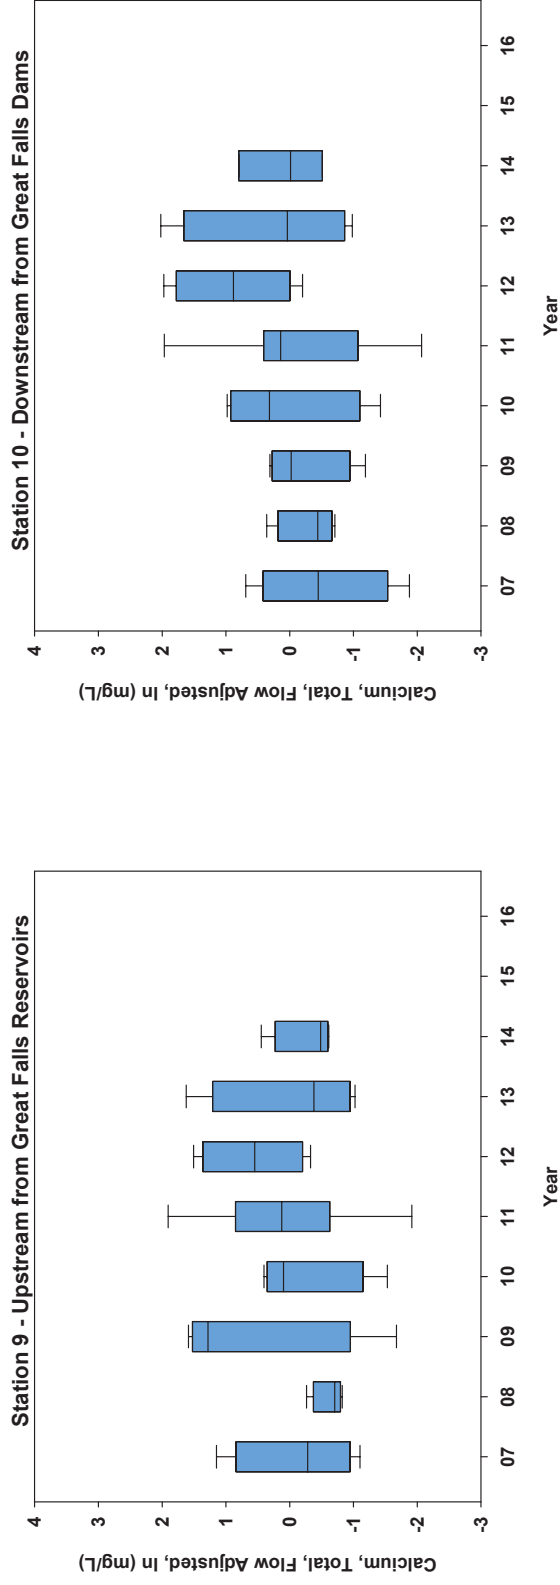 Station 9 - Upstream from Great Falls Reservoirs
Calcium, Total, Flow Adjusted, ln (mg/L)
4
3
2
1
0
-1
-2
-3
07 08 09 10 11 12 13 14 15 16
Year
Station 10 - Downstream from Great Falls Dams
Calcium, Total, Flow Adjusted, ln (mg/L)
4
3
2
1
0
-1
-2
-3
07 08 09 10 11 12 13 14 15 16
Year